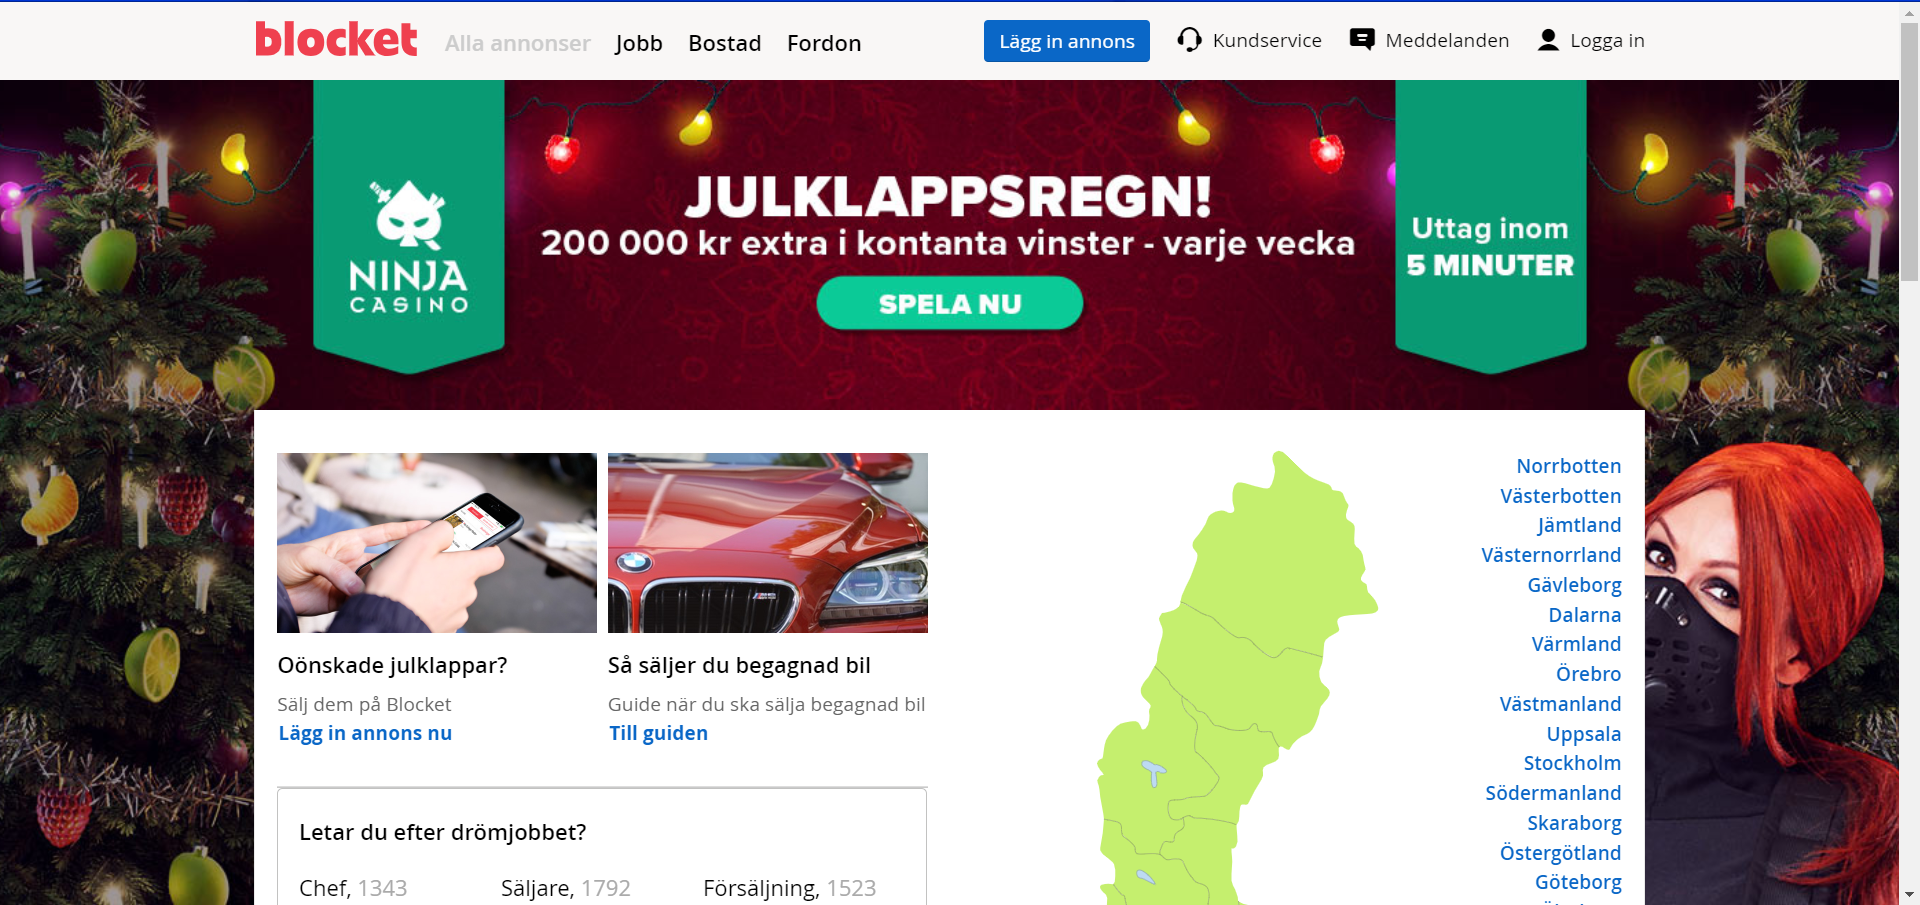 blocket Alla annonser Jobb Bostad Fordon Lägg in annons Kundservice Meddelanden Logga in
NINJA
CASINO
JULKLAPPSREGN!
200 000 kr extra i kontanta vinster - varje vecka
SPELA NU
Uttag inom
5 MINUTER
Oönskade julklappar?
Sälj dem på Blocket
Lägg in annons nu
Så säljer du begagnad bil
Guide när du ska sälja begagnad bil
Till guiden
Letar du efter drömjobbet?
Chef, 1343 Säljare, 1792 Försäljning, 1523
Norrbotten
Västerbotten
Jämtland
Västernorrland
Gävleborg
Dalarna
Värmland
Örebro
Västmanland
Uppsala
Stockholm
Södermanland
Skaraborg
Östergötland
Göteborg